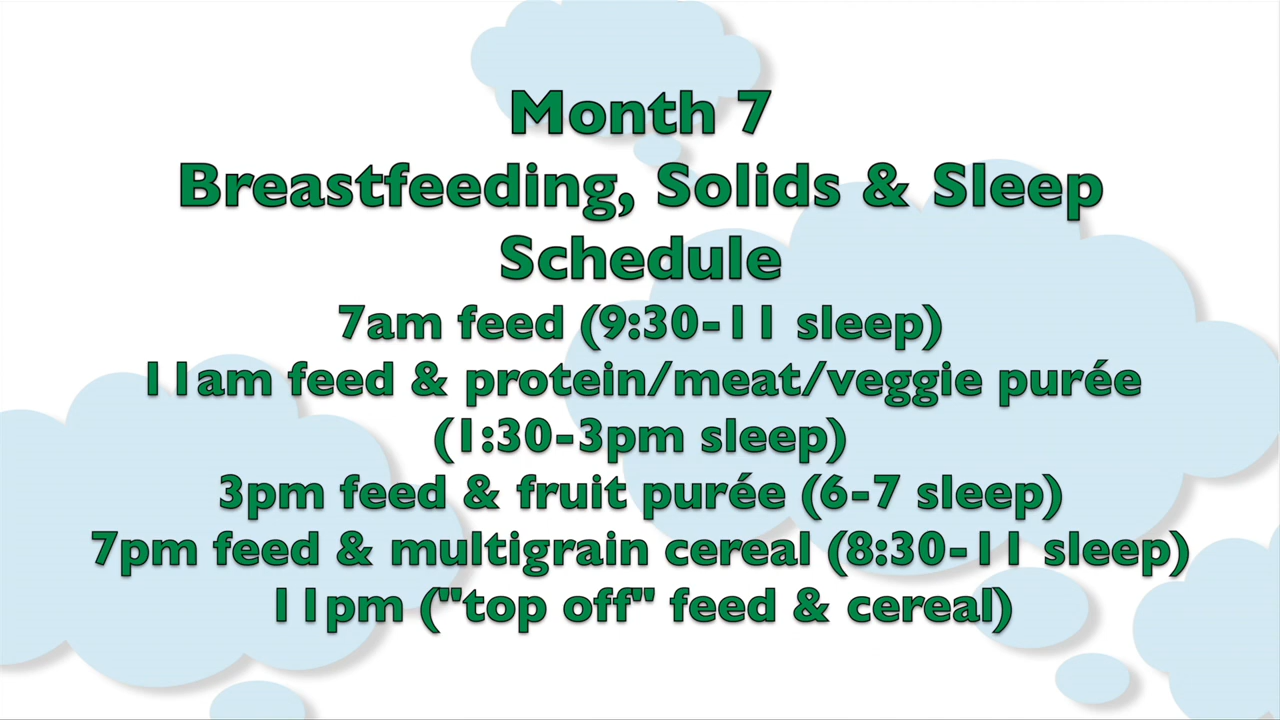 Month 7
Breastfeeding, Solids & Sleep
Schedule
7am feed (9:30-11 sleep)
11am feed & protein/meat/veggie purée
(1:30-3pm sleep)
3pm feed & fruit purée (6-7 sleep)
7pm feed & multigrain cereal (8:30-11 sleep)
11pm ("top off" feed & cereal)